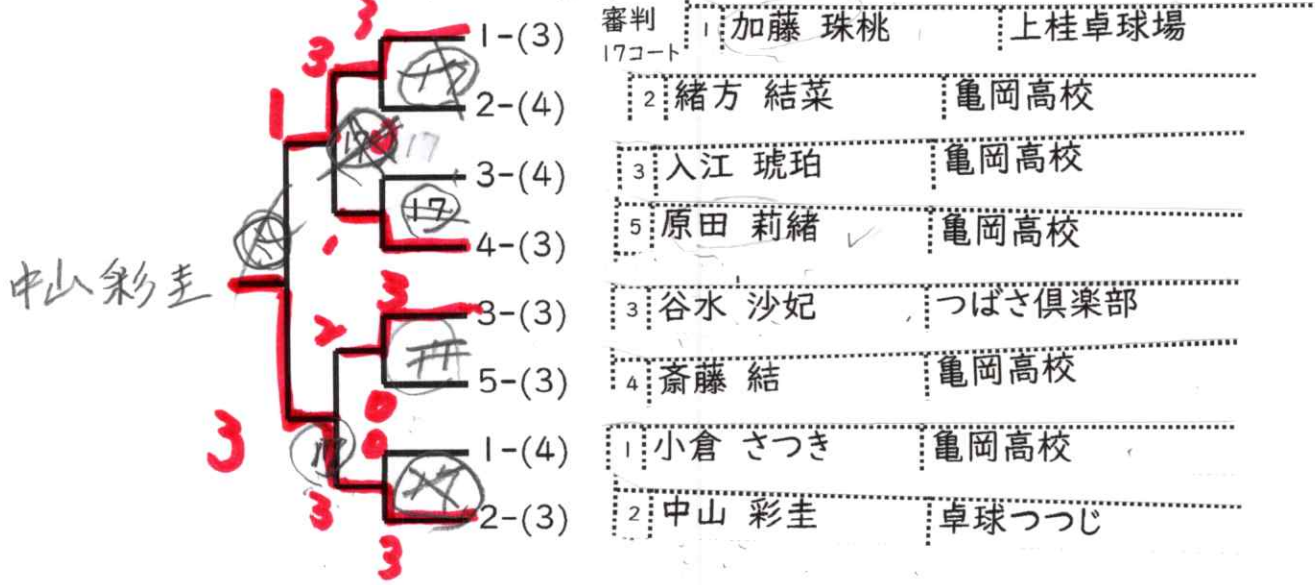 3
1-(3)
審判 1 加藤 珠桃 上桂卓球場
17コート
3
2-(4)
2 緒方 結菜 亀岡高校
1
17
3-(4)
3 入江 琥珀 亀岡高校
17
4-(3)
5 原田 莉緒 亀岡高校
1
中山彩圭
3
3-(3)
3 谷水 沙妃 つばさ倶楽部
2
5-(3)
4 斎藤 結 亀岡高校
0
3
0
1-(4)
1 小倉 さつき 亀岡高校
3
2-(3)
2 中山 彩圭 卓球つつじ
3